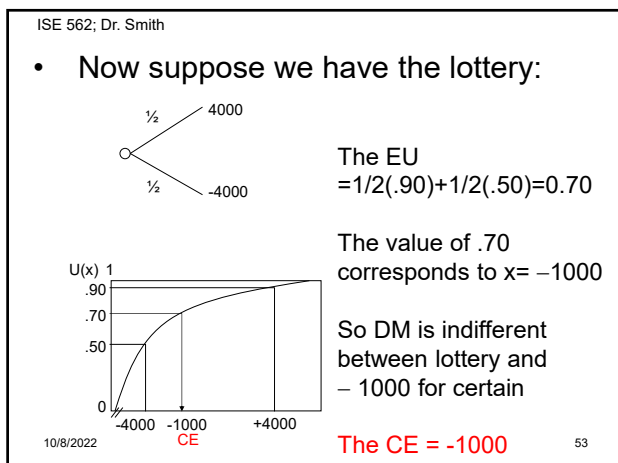 ISE 562; Dr. Smith
• Now suppose we have the lottery:
½ 4000
½ -4000
The EU
=1/2(.90)+1/2(.50)=0.70
The value of .70
corresponds to x= −1000
So DM is indifferent
between lottery and
– 1000 for certain
The CE = -1000
U(x) 1
.90
.70
.50
0
-4000 -1000 +4000
CE
10/8/2022
53